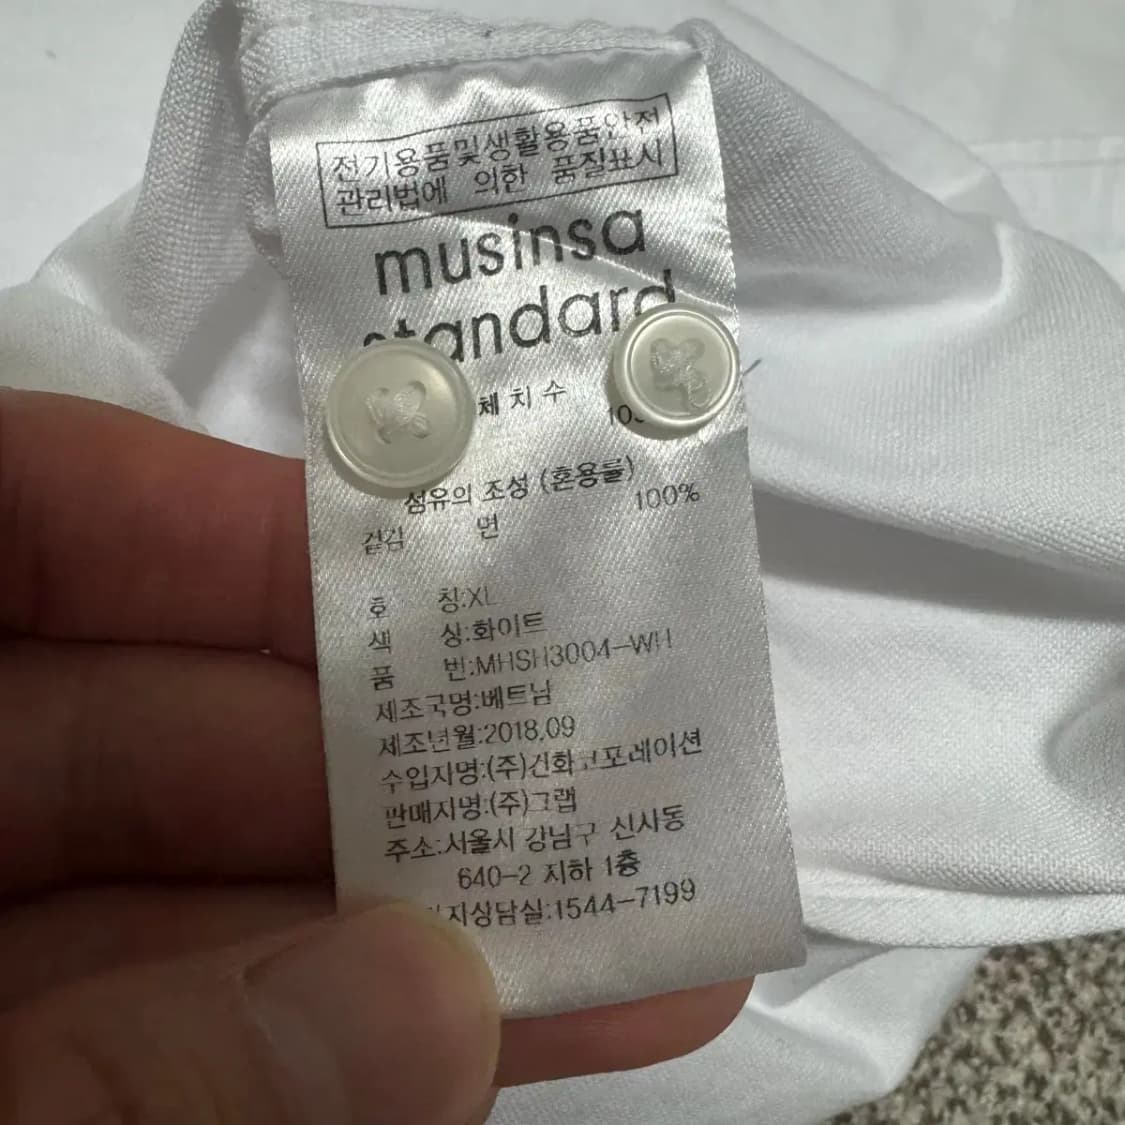 전기용품및생활용품안전
관리법에 의한 품질표시
musinsa
standard
체 치 수
섬유의 조성 (혼용률)
겉감 면 100%
호 칭:XL
색 상:화이트
품 번:MHSH3004-WH
제조국명:베트남
제조년월:2018.09
수입자명:(주)건화코포레이션
판매자명:(주)그랩
주소:서울시 강남구 신사동
640-2 지하 1층
1544-7199